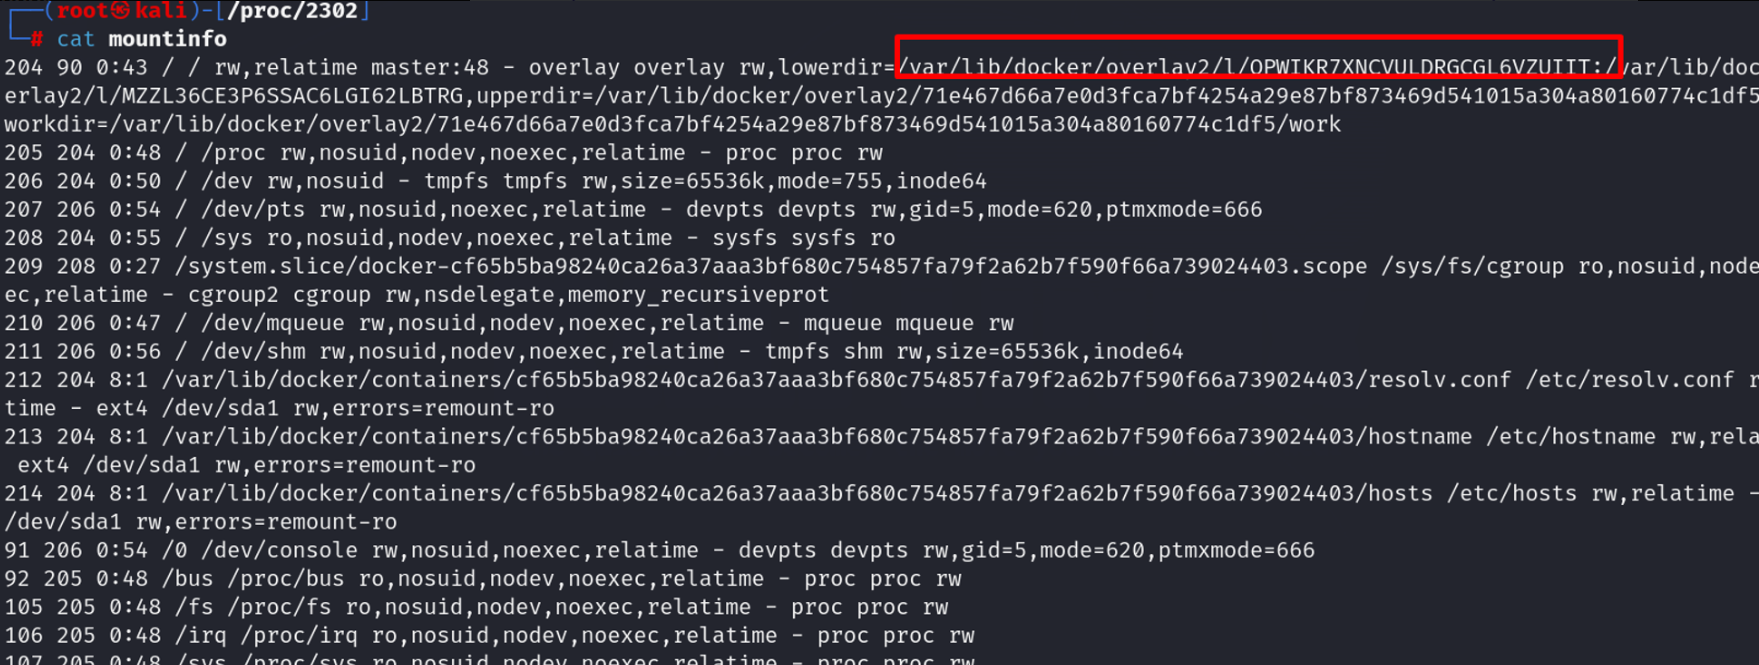 ┌──(root㉿kali)-[/proc/2302]
└─# cat mountinfo
204 90 0:43 / / rw,relatime master:48 - overlay overlay rw,lowerdir=/var/lib/docker/overlay2/l/OPWIKR7XNCVULDRGCGL6VZUIIT:/var/lib/doc
erlay2/l/MZZL36CE3P6SSAC6LGI62LBTRG,upperdir=/var/lib/docker/overlay2/71e467d66a7e0d3fca7bf4254a29e87bf873469d541015a304a80160774c1df5
workdir=/var/lib/docker/overlay2/71e467d66a7e0d3fca7bf4254a29e87bf873469d541015a304a80160774c1df5/work
205 204 0:48 / /proc rw,nosuid,nodev,noexec,relatime - proc proc rw
206 204 0:50 / /dev rw,nosuid - tmpfs tmpfs rw,size=65536k,mode=755,inode64
207 206 0:54 / /dev/pts rw,nosuid,noexec,relatime - devpts devpts rw,gid=5,mode=620,ptmxmode=666
208 204 0:55 / /sys ro,nosuid,nodev,noexec,relatime - sysfs sysfs ro
209 208 0:27 /system.slice/docker-cf65b5ba98240ca26a37aaa3bf680c754857fa79f2a62b7f590f66a739024403.scope /sys/fs/cgroup ro,nosuid,node
ec,relatime - cgroup2 cgroup rw,nsdelegate,memory_recursiveprot
210 206 0:47 / /dev/mqueue rw,nosuid,nodev,noexec,relatime - mqueue mqueue rw
211 206 0:56 / /dev/shm rw,nosuid,nodev,noexec,relatime - tmpfs shm rw,size=65536k,inode64
212 204 8:1 /var/lib/docker/containers/cf65b5ba98240ca26a37aaa3bf680c754857fa79f2a62b7f590f66a739024403/resolv.conf /etc/resolv.conf r
time - ext4 /dev/sda1 rw,errors=remount-ro
213 204 8:1 /var/lib/docker/containers/cf65b5ba98240ca26a37aaa3bf680c754857fa79f2a62b7f590f66a739024403/hostname /etc/hostname rw,rela
ext4 /dev/sda1 rw,errors=remount-ro
214 204 8:1 /var/lib/docker/containers/cf65b5ba98240ca26a37aaa3bf680c754857fa79f2a62b7f590f66a739024403/hosts /etc/hosts rw,relatime -
/dev/sda1 rw,errors=remount-ro
91 206 0:54 /0 /dev/console rw,nosuid,noexec,relatime - devpts devpts rw,gid=5,mode=620,ptmxmode=666
92 205 0:48 /bus /proc/bus ro,nosuid,nodev,noexec,relatime - proc proc rw
105 205 0:48 /fs /proc/fs ro,nosuid,nodev,noexec,relatime - proc proc rw
106 205 0:48 /irq /proc/irq ro,nosuid,nodev,noexec,relatime - proc proc rw
107 205 0:48 /sys /proc/sys ro,nosuid,nodev,noexec,relatime - proc proc rw